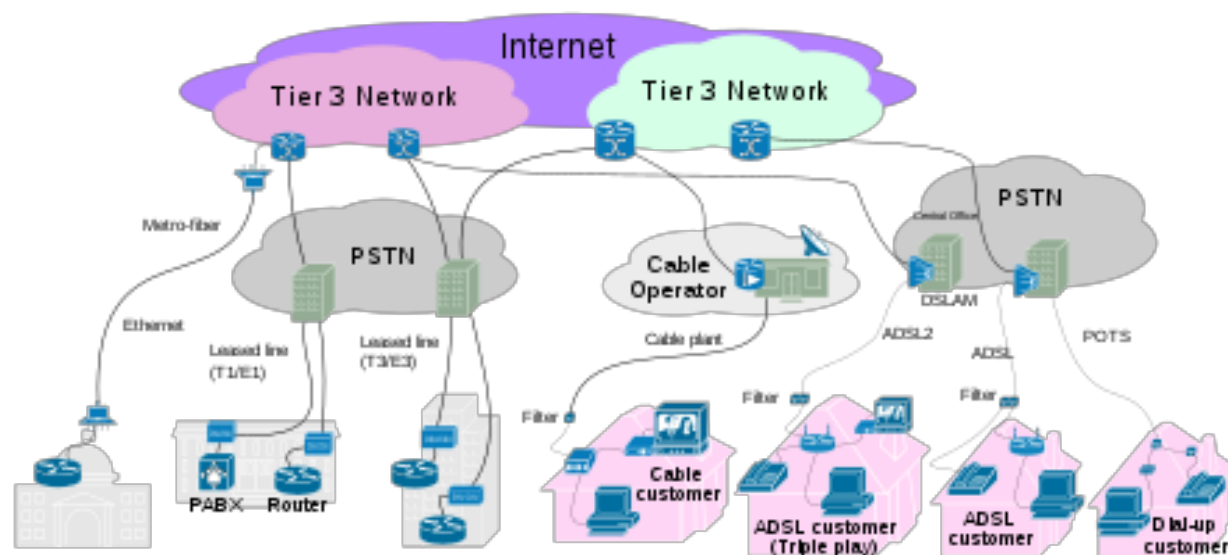 Internet
Tier 3 Network
Tier 3 Network
PSTN
Central Office
Metro-fiber
PSTN
Cable
Operator
DSLAM
Ethernet
Leased line
(T1/E1)
Leased line
(T3/E3)
Cable plant
ADSL2
ADSL
POTS
Filter
Filter
Filter
PABX
Router
Cable
customer
ADSL customer
(Triple play)
ADSL
customer
Dial-up
customer